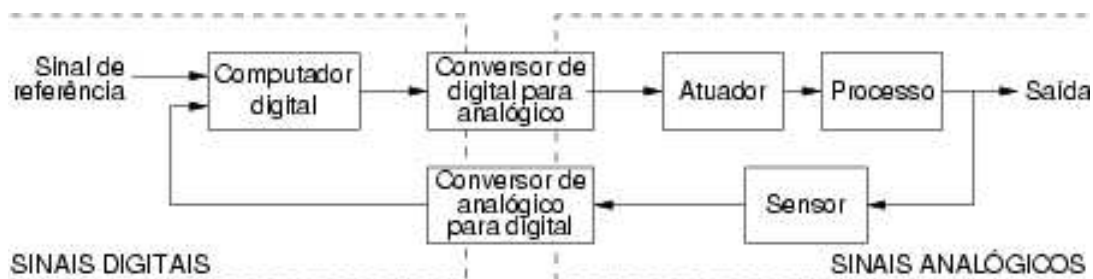 Sinal de
referência
Computador
digital
Conversor de
digital para
analógico
Atuador
Processo
Saída
Conversor de
analógico
para digital
Sensor
SINAIS DIGITAIS
SINAIS ANALÓGICOS